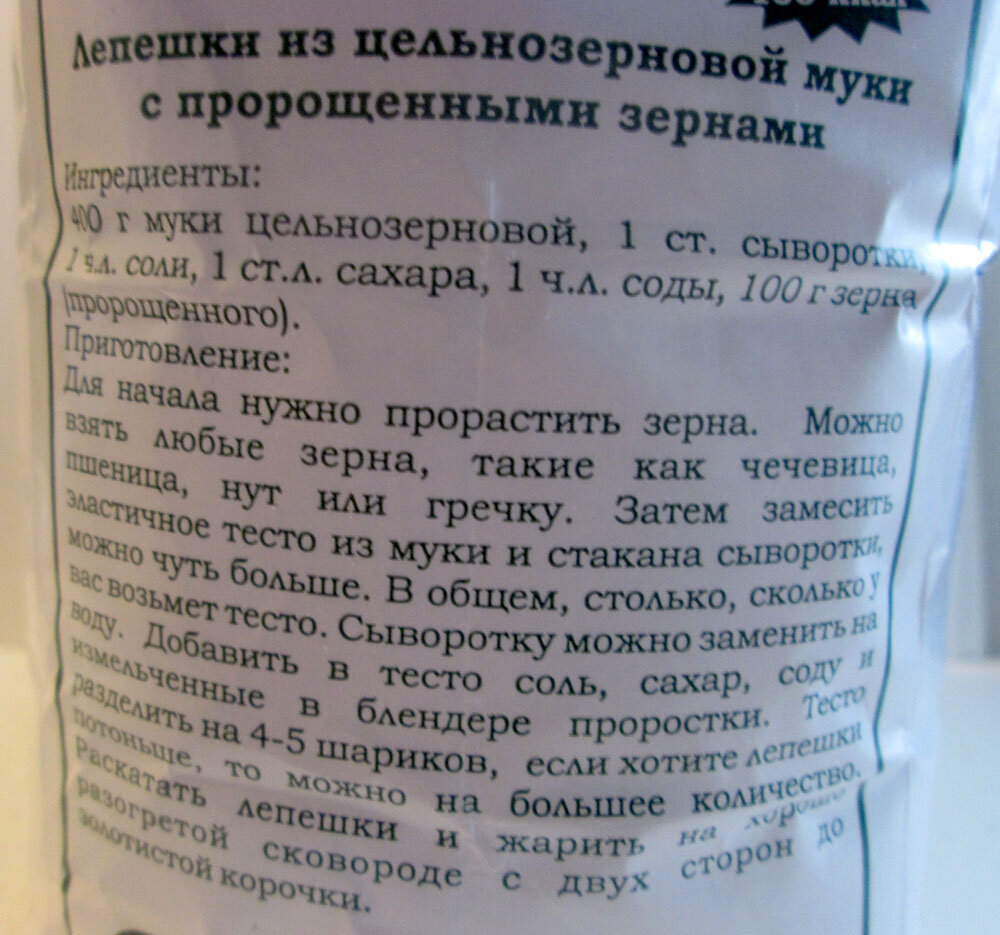 Лепешки из цельнозерновой муки
с пророщенными зернами
Ингредиенты:
400 г муки цельнозерновой, 1 ст. сыворотки,
1 ч.л. соли, 1 ст.л. сахара, 1 ч.л. соды, 100 г зерна
(пророщенного).
Приготовление:
Для начала нужно прорастить зерна. Можно
взять любые зерна, такие как чечевица,
пшеница, нут или гречку. Затем замесить
эластичное тесто из муки и стакана сыворотки,
можно чуть больше. В общем, столько, сколько у
вас возьмет тесто. Сыворотку можно заменить на
воду. Добавить в тесто соль, сахар, соду и
измельченные в блендере проростки. Тесто
разделить на 4-5 шариков, если хотите лепешки
потоньше, то можно на большее количество.
Раскатать лепешки и жарить на хорошо
разогретой сковороде с двух сторон до
золотистой корочки.